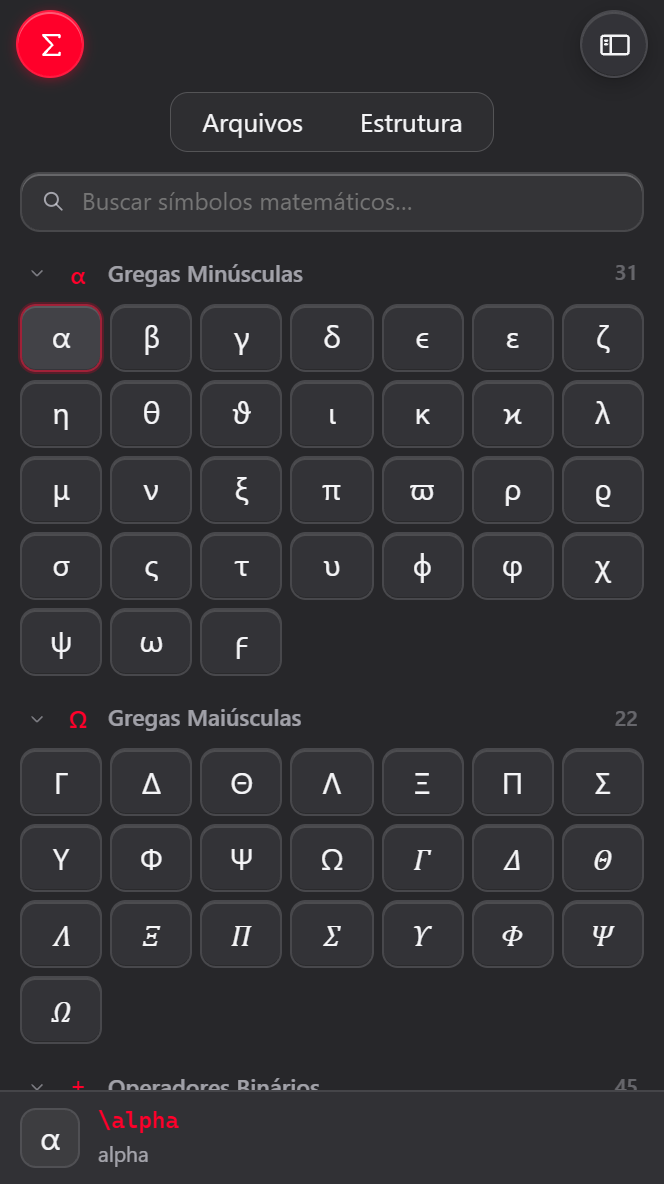 Σ
Arquivos Estrutura
Buscar símbolos matemáticos...
α Gregas Minúsculas 31
α β γ δ ϵ ε ζ
η θ ϑ ι κ ϰ λ
μ ν ξ π ϖ ρ ϱ
σ ς τ υ ϕ φ χ
ψ ω ϝ
Ω Gregas Maiúsculas 22
Γ Δ Θ Λ Ξ Π Σ
Υ Φ Ψ Ω 𝛤 𝛥 𝛩
𝛬 𝛯 𝛱 𝛴 𝛶 𝛷 𝛹
𝛺
+ Operadores Binários 45
α \alpha
alpha